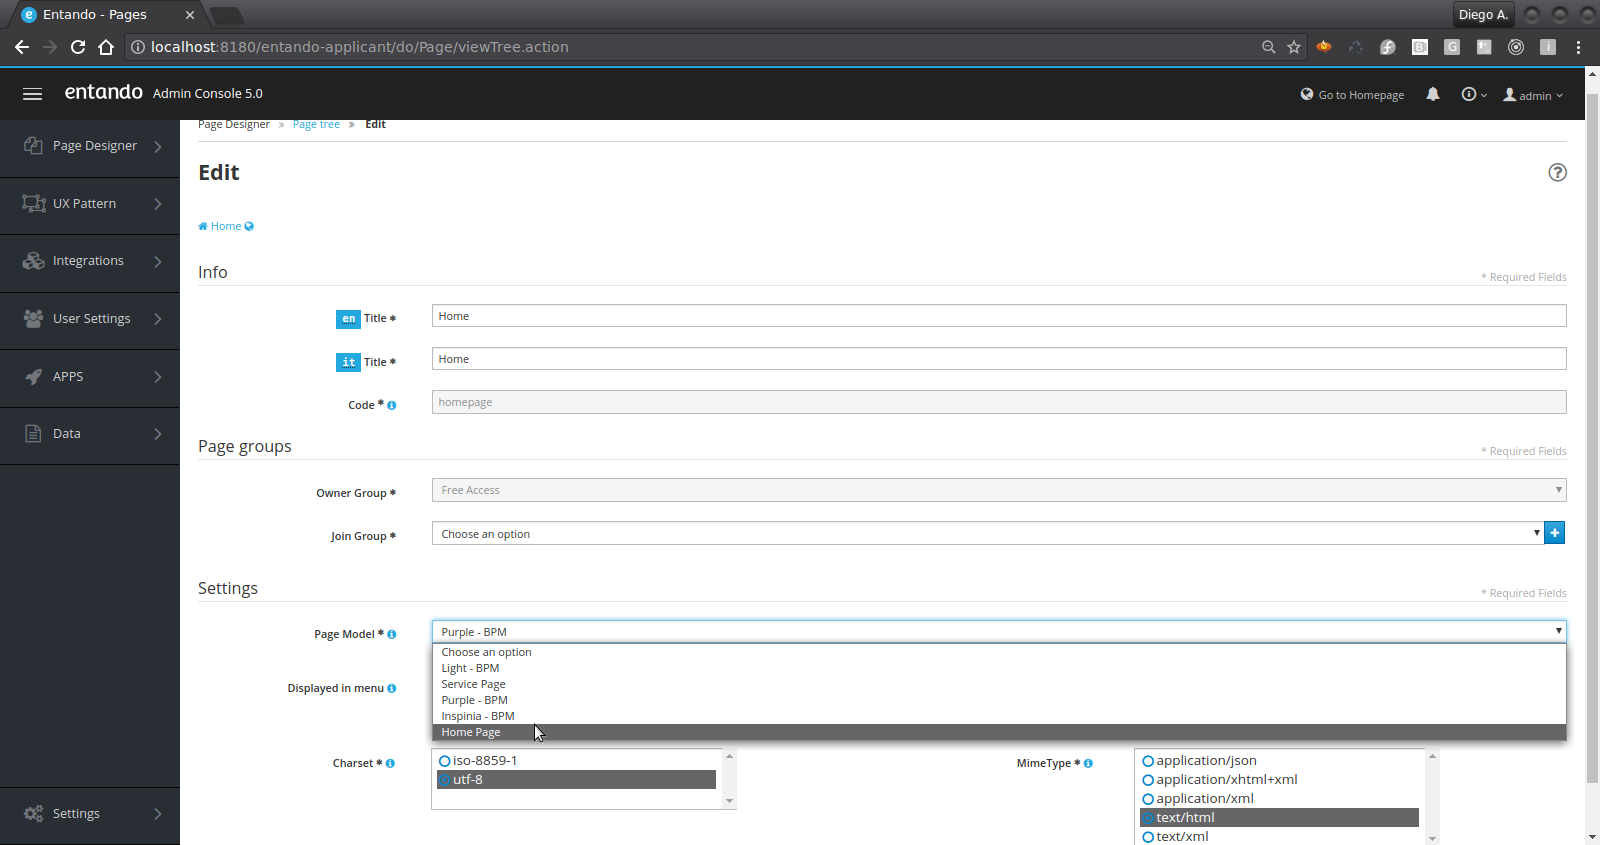 Entando - Pages
Diego A.
localhost:8180/entando-applicant/do/Page/viewTree.action
entando Admin Console 5.0
Go to Homepage
admin
Page Designer
UX Pattern
Integrations
User Settings
APPS
Data
Settings
Page Designer » Page tree » Edit
Edit
Home
Info
* Required Fields
en Title *
Home
it Title *
Home
Code *
homepage
Page groups
* Required Fields
Owner Group *
Free Access
Join Group *
Choose an option
Settings
* Required Fields
Page Model *
Purple - BPM
Choose an option
Light - BPM
Service Page
Purple - BPM
Inspinia - BPM
Home Page
Displayed in menu
Charset *
iso-8859-1
utf-8
MimeType *
application/json
application/xhtml+xml
application/xml
text/html
text/xml